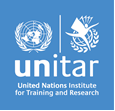 unitar
United Nations Institute
for Training and Research